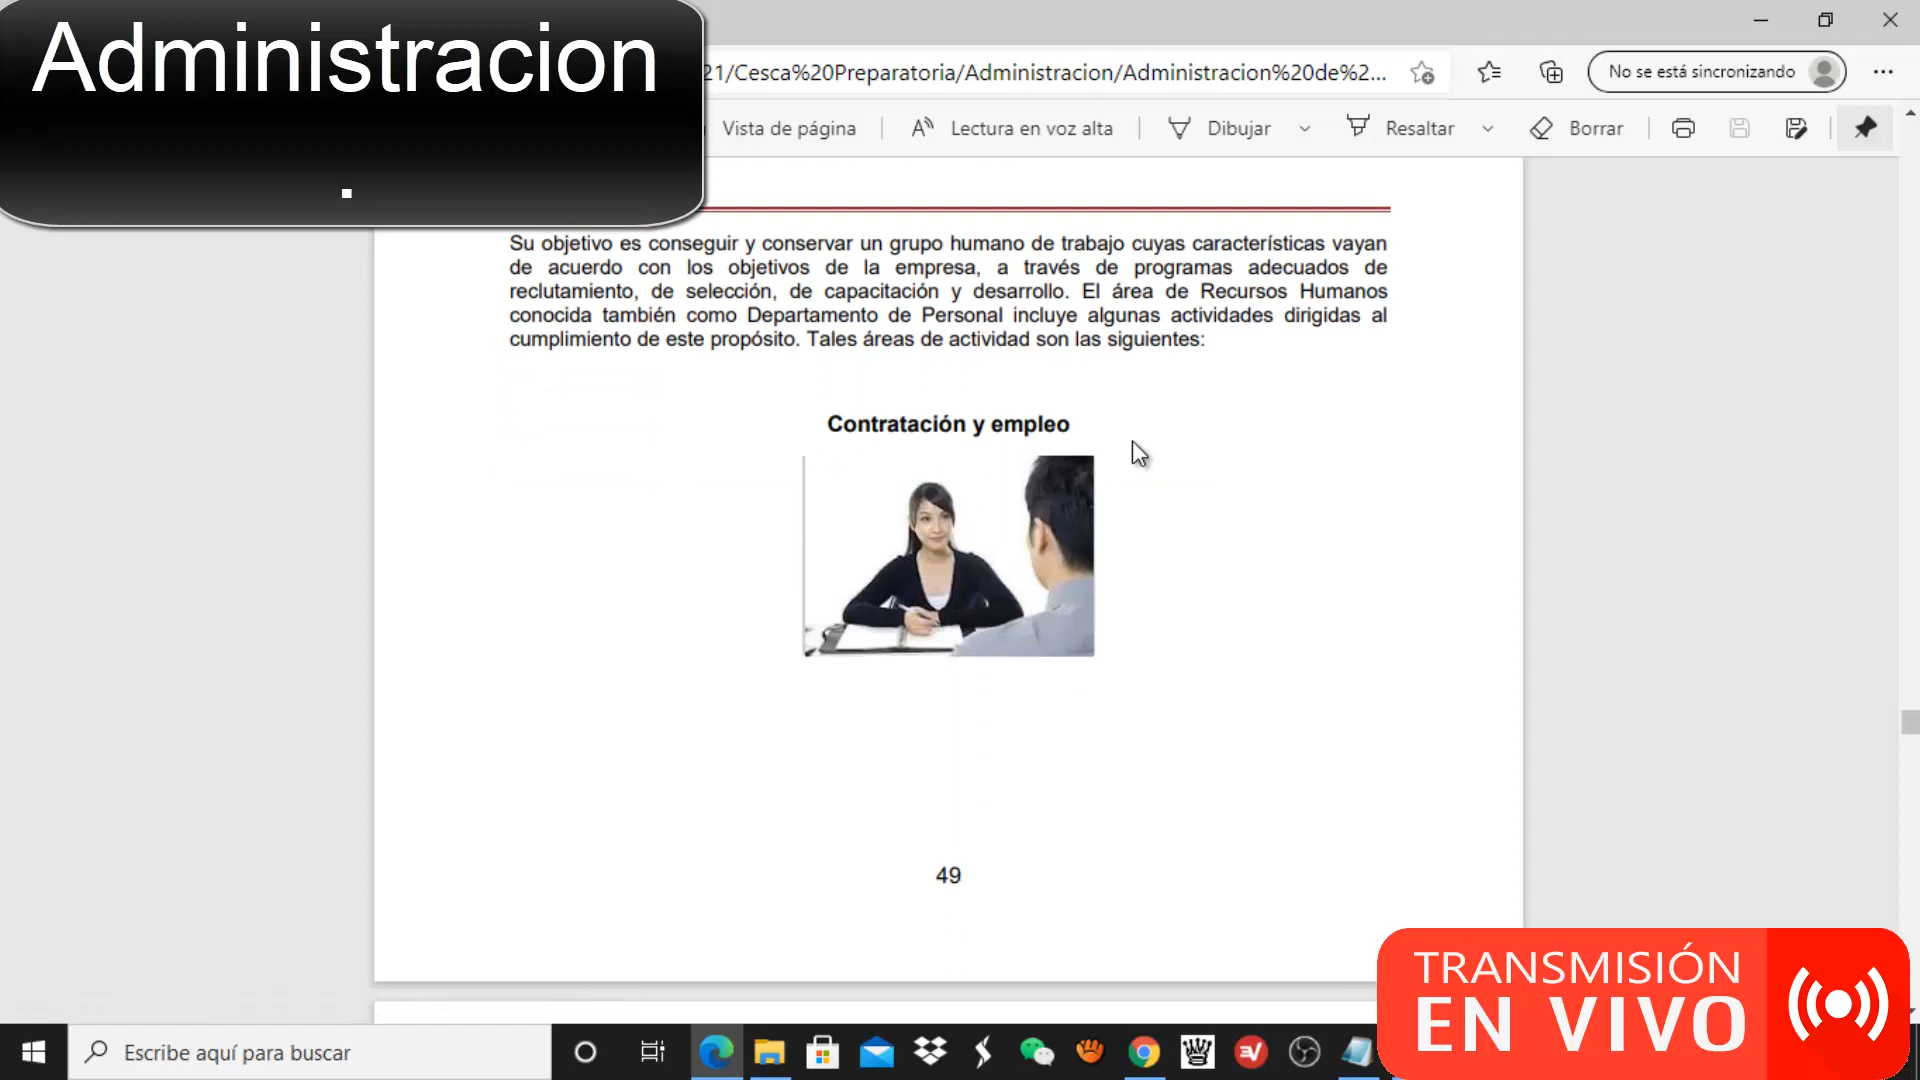 Administracion
.
21/Cesca%20Preparatoria/Administracion/Administracion%20de%2...
No se está sincronizando
Vista de página
Lectura en voz alta
Dibujar
Resaltar
Borrar
Su objetivo es conseguir y conservar un grupo humano de trabajo cuyas características vayan
de acuerdo con los objetivos de la empresa, a través de programas adecuados de
reclutamiento, de selección, de capacitación y desarrollo. El área de Recursos Humanos
conocida también como Departamento de Personal incluye algunas actividades dirigidas al
cumplimiento de este propósito. Tales áreas de actividad son las siguientes:
Contratación y empleo
49
TRANSMISIÓN
EN VIVO
Escribe aquí para buscar